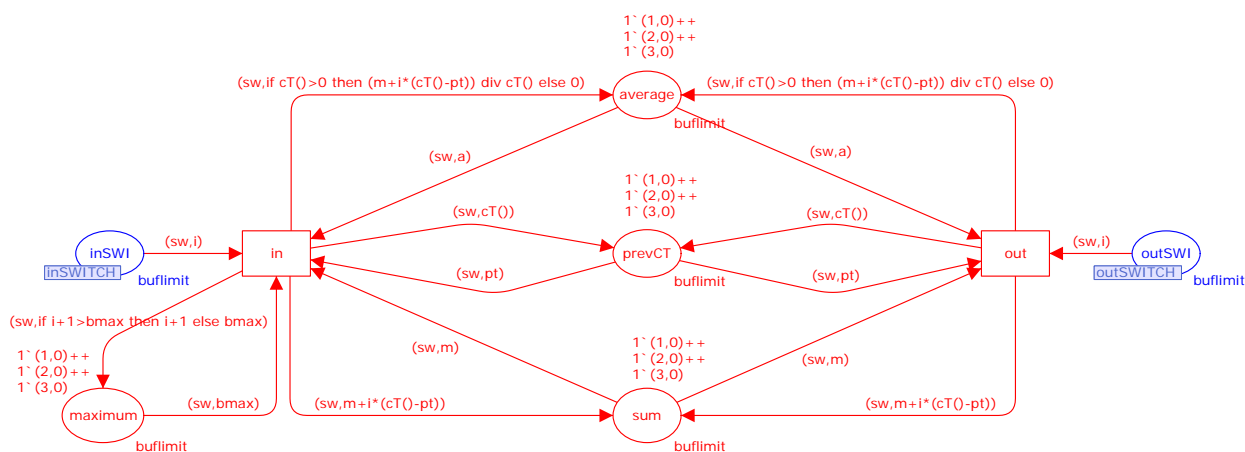 1`(1,0)++
1`(2,0)++
1`(3,0)
(sw,if cT()>0 then (m+i*(cT()-pt)) div cT() else 0)
average
(sw,if cT()>0 then (m+i*(cT()-pt)) div cT() else 0)
buflimit
(sw,a)
(sw,a)
1`(1,0)++
1`(2,0)++
1`(3,0)
(sw,cT())
(sw,cT())
inSWI
(sw,i)
in
prevCT
out
(sw,i)
outSWI
inSWITCH
buflimit
(sw,pt)
buflimit
(sw,pt)
outSWITCH
buflimit
(sw,if i+1>bmax then i+1 else bmax)
(sw,m)
1`(1,0)++
1`(2,0)++
1`(3,0)
(sw,m)
1`(1,0)++
1`(2,0)++
1`(3,0)
maximum
(sw,bmax)
(sw,m+i*(cT()-pt))
sum
(sw,m+i*(cT()-pt))
buflimit
buflimit